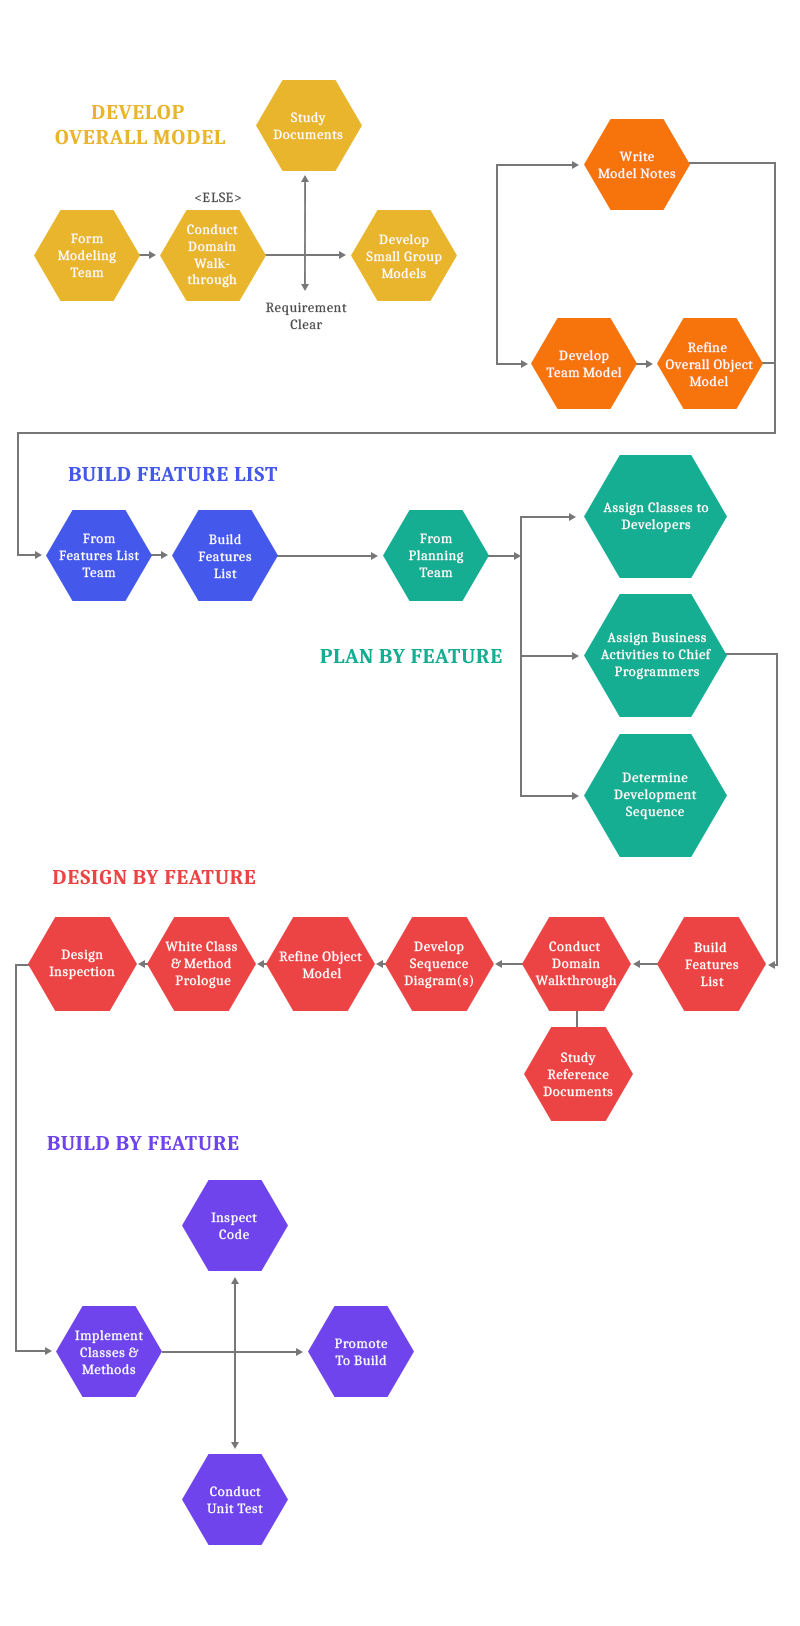 DEVELOP
OVERALL MODEL
Study
Documents
Write
Model Notes
<ELSE>
Form
Modeling
Team
Conduct
Domain
Walk-
through
Develop
Small Group
Models
Requirement
Clear
Develop
Team Model
Refine
Overall Object
Model
BUILD FEATURE LIST
From
Features List
Team
Build
Features
List
From
Planning
Team
Assign Classes to
Developers
PLAN BY FEATURE
Assign Business
Activities to Chief
Programmers
Determine
Development
Sequence
DESIGN BY FEATURE
Design
Inspection
White Class
& Method
Prologue
Refine Object
Model
Develop
Sequence
Diagram(s)
Conduct
Domain
Walkthrough
Build
Features
List
Study
Reference
Documents
BUILD BY FEATURE
Inspect
Code
Implement
Classes &
Methods
Promote
To Build
Conduct
Unit Test